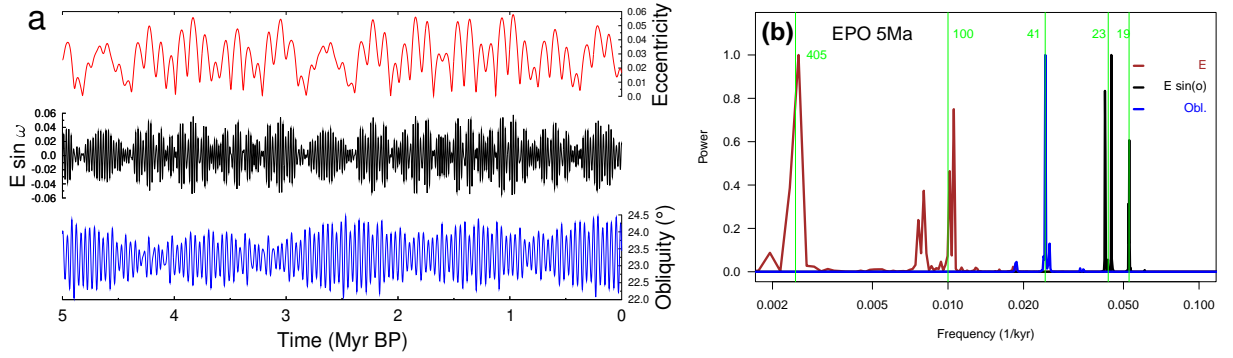 a
0.06
0.05
0.04
0.03
0.02
0.01
0.0
Eccentricity
0.06
0.04
0.02
0.0
-0.02
-0.04
-0.06
E sin ω
24.5
24.0
23.5
23.0
22.5
22.0
Obliquity (°)
5 4 3 2 1 0
Time (Myr BP)
(b) EPO 5Ma
405
100
41
23
19
E
E sin(o)
Obl.
1.0
0.8
0.6
0.4
0.2
0.0
Power
0.002 0.005 0.010 0.020 0.050 0.100
Frequency (1/kyr)